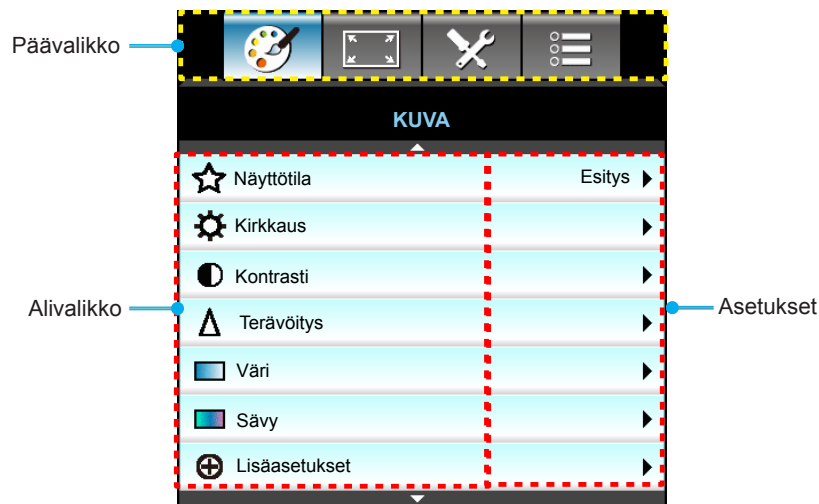 Päävalikko
KUVA
Näyttötila Esitys
Kirkkaus
Kontrasti
Alivalikko
Asetukset
Terävöitys
Väri
Sävy
Lisäasetukset